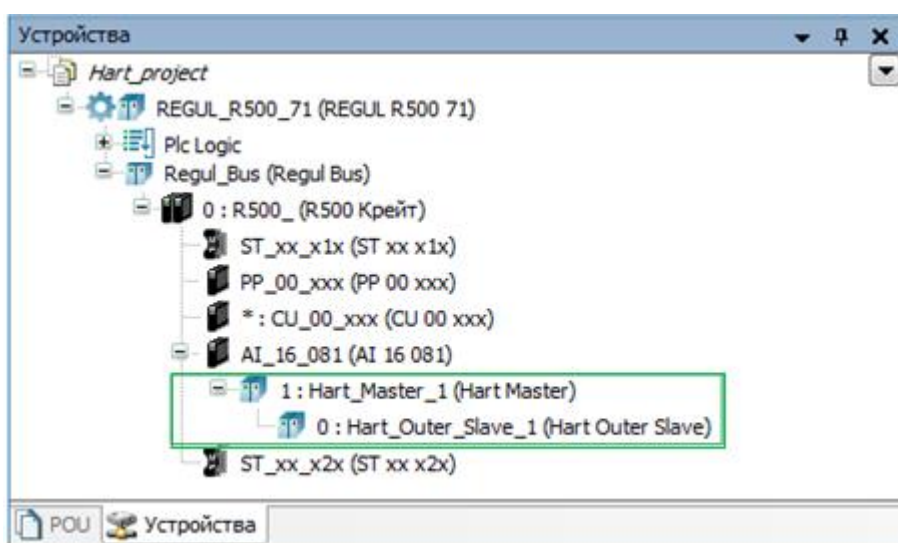 Устройства
Hart_project
REGUL_R500_71 (REGUL R500 71)
Plc Logic
Regul_Bus (Regul Bus)
0 : R500_ (R500 Крейт)
ST_xx_x1x (ST xx x1x)
PP_00_xxx (PP 00 xxx)
* : CU_00_xxx (CU 00 xxx)
AI_16_081 (AI 16 081)
1 : Hart_Master_1 (Hart Master)
0 : Hart_Outer_Slave_1 (Hart Outer Slave)
ST_xx_x2x (ST xx x2x)
POU Устройства